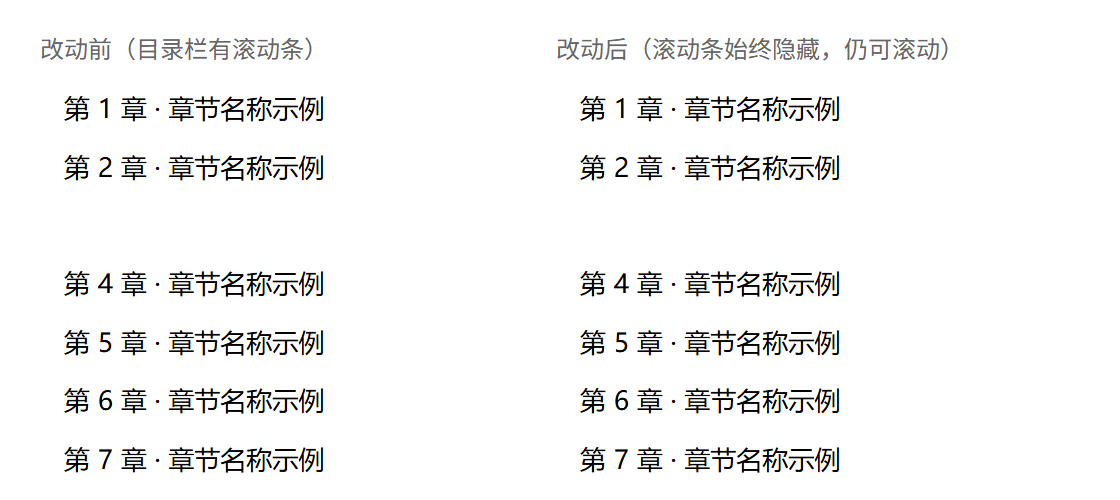 改动前（目录栏有滚动条）
第 1 章 · 章节名称示例
第 2 章 · 章节名称示例
第 4 章 · 章节名称示例
第 5 章 · 章节名称示例
第 6 章 · 章节名称示例
第 7 章 · 章节名称示例
改动后（滚动条始终隐藏，仍可滚动）
第 1 章 · 章节名称示例
第 2 章 · 章节名称示例
第 4 章 · 章节名称示例
第 5 章 · 章节名称示例
第 6 章 · 章节名称示例
第 7 章 · 章节名称示例